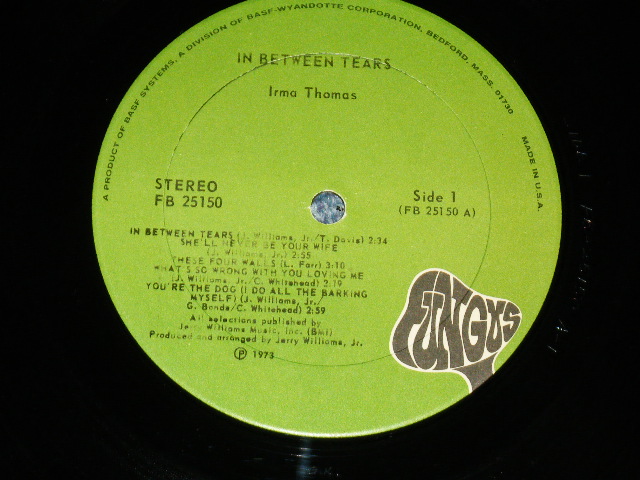 A PRODUCT OF BASF SYSTEMS, A DIVISION OF BASF-WYANDOTTE CORPORATION, BEDFORD, MASS. 01730 MADE IN U.S.A.
IN BETWEEN TEARS
Irma Thomas
STEREO
FB 25150
Side 1
(FB 25150 A)
IN BETWEEN TEARS (J. Williams, Jr./T. Davis) 2:34
SHE'LL NEVER BE YOUR WIFE
(J. Williams, Jr.) 2:55
THESE FOUR WALLS (L. Farr) 3:10
WHAT'S SO WRONG WITH YOU LOVING ME
(J. Williams, Jr./C. Whitehead) 2:19
YOU'RE THE DOG (I DO ALL THE BARKING
MYSELF) (J. Williams, Jr./
G. Bonds/C. Whitehead) 2:59
All selections published by
Jerry Williams Music, Inc. (BMI)
Produced and arranged by Jerry Williams, Jr.
℗ 1973
FUNGUS